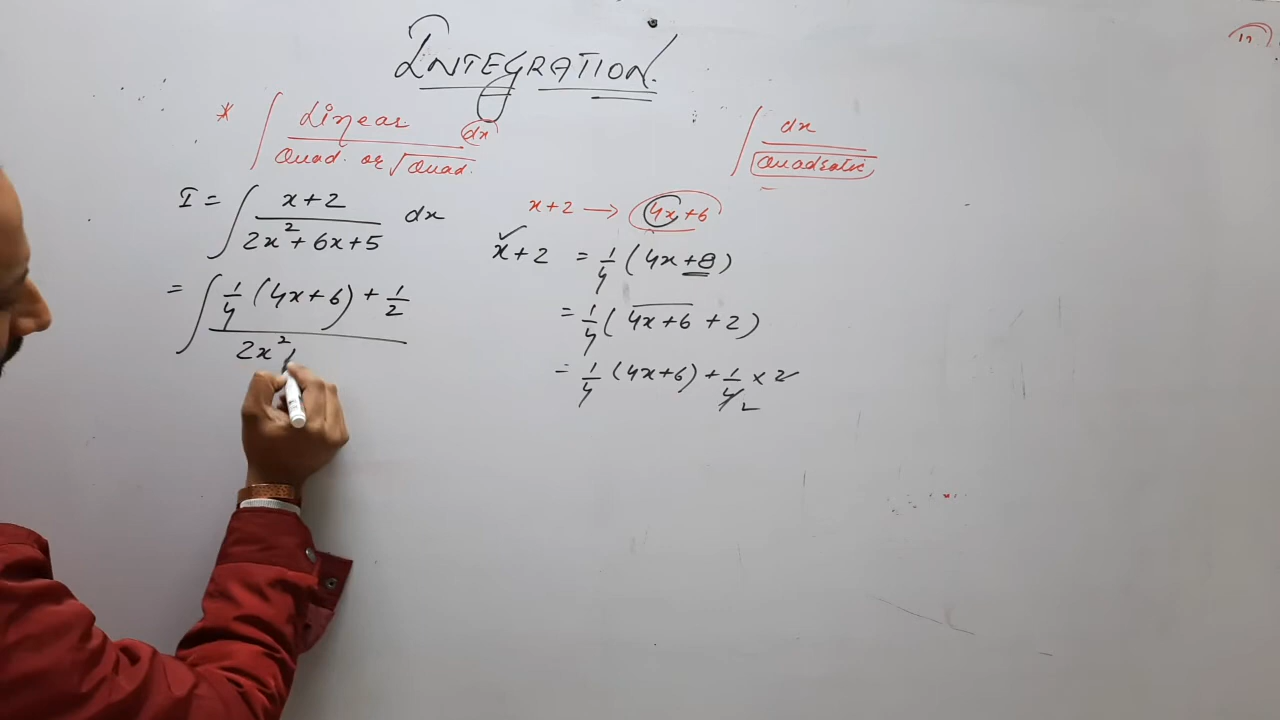 INTEGRATION.
* ∫ Linear dx / Quad. or √Quad.
∫ dx / Quadratic
I = ∫ x+2 / 2x²+6x+5 dx
= ∫ 1/4 (4x+6) + 1/2 / 2x²
x+2 → 4x+6
x+2 = 1/4 (4x+8)
= 1/4 (4x+6+2)
= 1/4 (4x+6) + 1/4 × 2
2